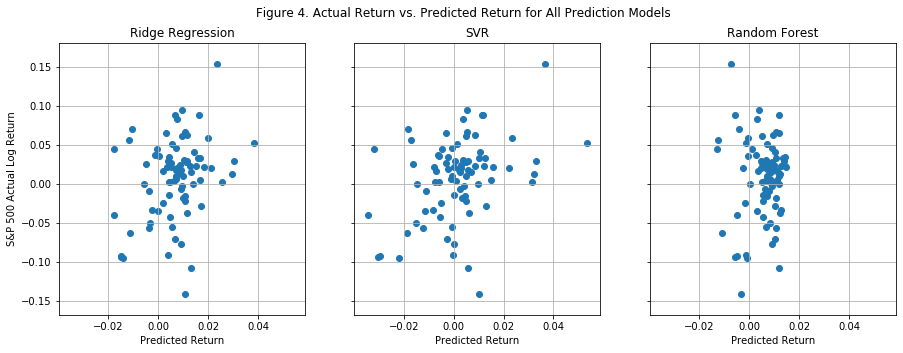 Figure 4. Actual Return vs. Predicted Return for All Prediction Models
Ridge Regression
SVR
Random Forest
S&P 500 Actual Log Return
0.15
0.10
0.05
0.00
−0.05
−0.10
−0.15
−0.02 0.00 0.02 0.04
−0.02 0.00 0.02 0.04
−0.02 0.00 0.02 0.04
Predicted Return
Predicted Return
Predicted Return